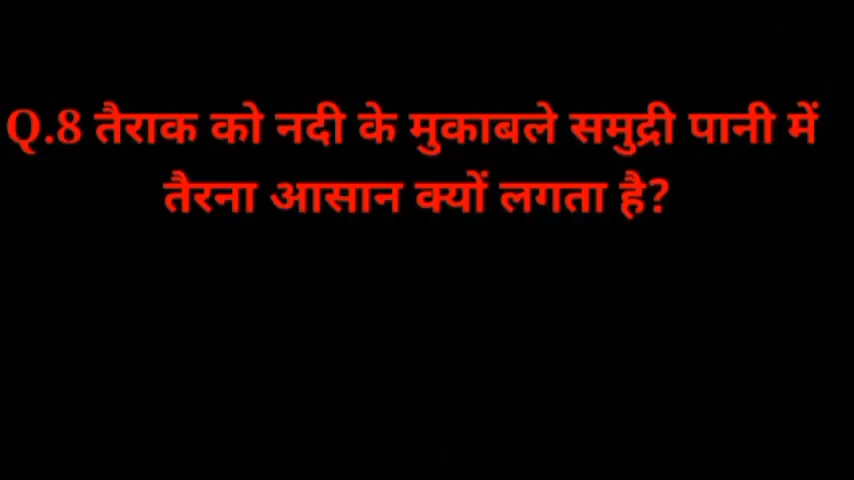 Q.8 तैराक को नदी के मुकाबले समुद्री पानी में
तैरना आसान क्यों लगता है?